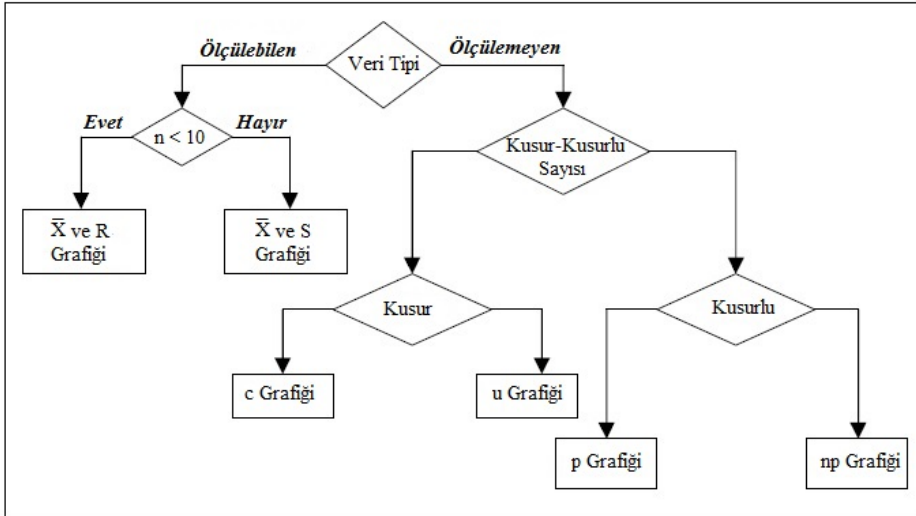 Ölçülebilen
Ölçülemeyen
Veri Tipi
Evet
Hayır
n < 10
Kusur-Kusurlu
Sayısı
X̿ ve R
Grafiği
X̿ ve S
Grafiği
Kusur
Kusurlu
c Grafiği
u Grafiği
p Grafiği
np Grafiği